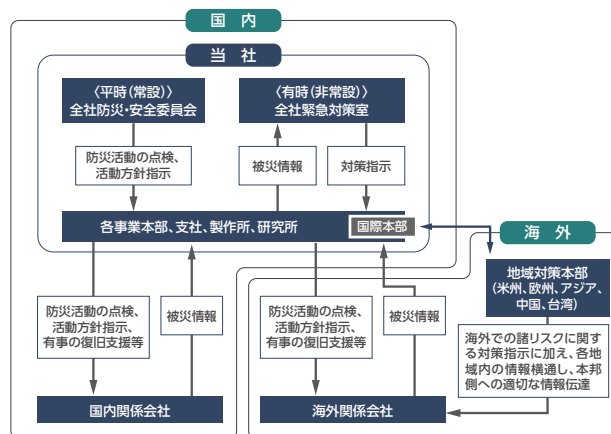 国内
当社
〈平時(常設)〉
全社防災・安全委員会
〈有時(非常設)〉
全社緊急対策室
防災活動の点検、
活動方針指示
被災情報
対策指示
各事業本部、支社、製作所、研究所
国際本部
海外
地域対策本部
(米州、欧州、アジア、
中国、台湾)
防災活動の点検、
活動方針指示、
有事の復旧支援等
被災情報
防災活動の点検、
活動方針指示、
有事の復旧支援等
被災情報
海外での諸リスクに関
する対策指示に加え、各
地域内の情報横通し、本邦
側への適切な情報伝達
国内関係会社
海外関係会社